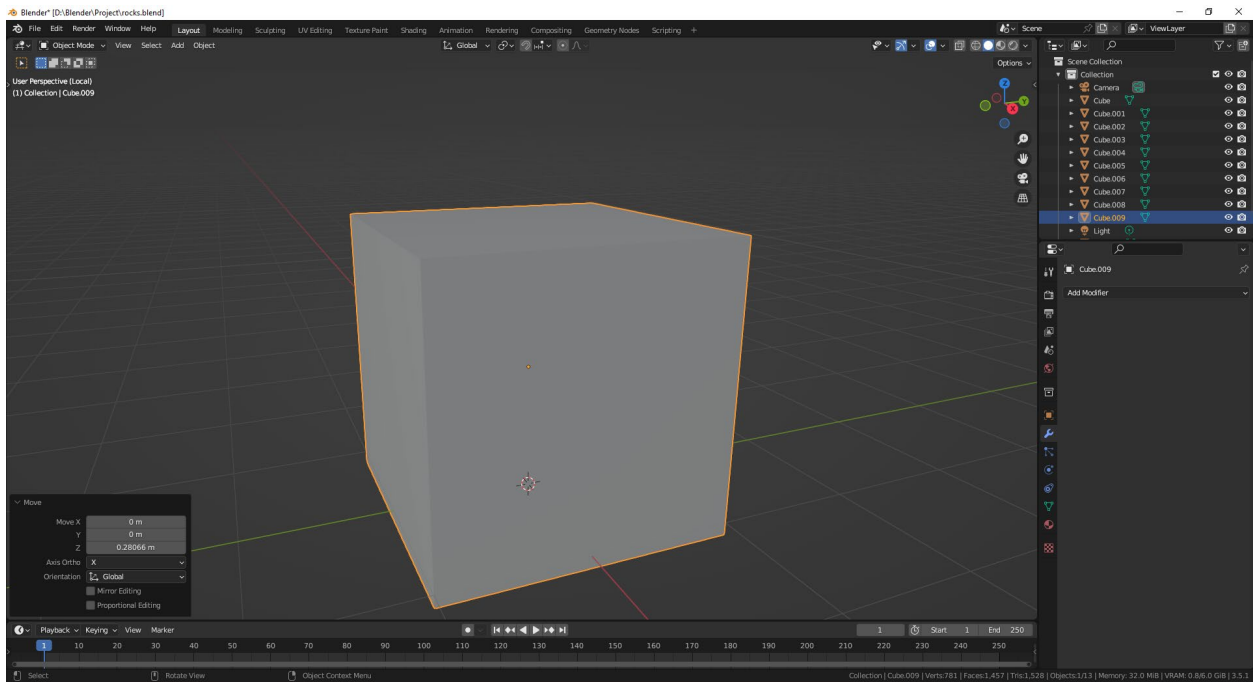 Blender* [D:\Blender\Project\rocks.blend]
File Edit Render Window Help Layout Modeling Sculpting UV Editing Texture Paint Shading Animation Rendering Compositing Geometry Nodes Scripting + Scene ViewLayer
Object Mode View Select Add Object Global
Options
User Perspective (Local)
(1) Collection | Cube.009
Z
Y
X
Scene Collection
Collection
Camera
Cube
Cube.001
Cube.002
Cube.003
Cube.004
Cube.005
Cube.006
Cube.007
Cube.008
Cube.009
Light
Cube.009
Add Modifier
Move
Move X 0 m
Y 0 m
Z 0.28066 m
Axis Ortho X
Orientation Global
Mirror Editing
Proportional Editing
Playback Keying View Marker 1 Start 1 End 250
1 10 20 30 40 50 60 70 80 90 100 110 120 130 140 150 160 170 180 190 200 210 220 230 240 250
Select Rotate View Object Context Menu Collection | Cube.009 | Verts:781 | Faces:1,457 | Tris:1,528 | Objects:1/13 | Memory: 32.0 MiB | VRAM: 0.8/6.0 GiB | 3.5.1